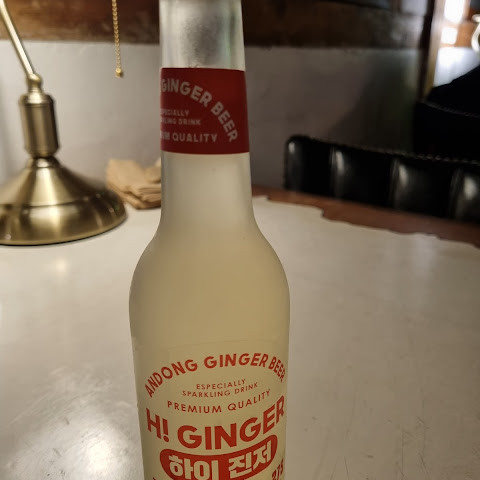 GINGER BEER
ESPECIALLY
SPARKLING DRINK
PREMIUM QUALITY
ANDONG GINGER BEER
ESPECIALLY
SPARKLING DRINK
PREMIUM QUALITY
H! GINGER
하이 진저